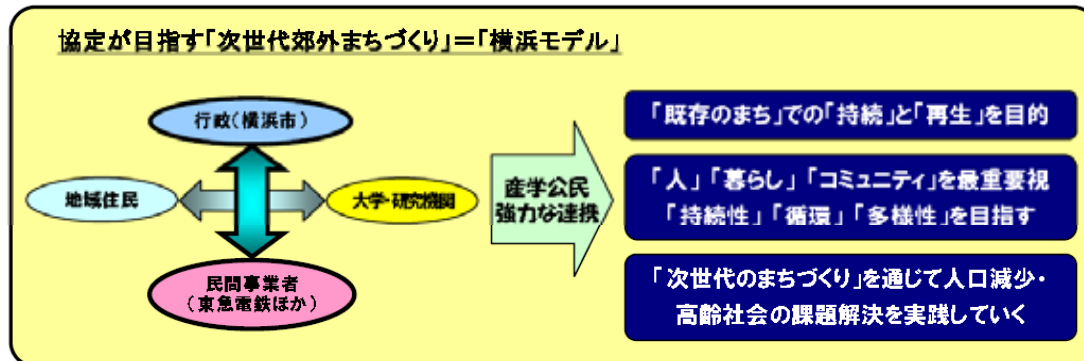 協定が目指す「次世代郊外まちづくり」＝「横浜モデル」
行政(横浜市)
地域住民
大学・研究機関
民間事業者
(東急電鉄ほか)
産学公民
強力な連携
「既存のまち」での「持続」と「再生」を目的
「人」「暮らし」「コミュニティ」を最重要視
「持続性」「循環」「多様性」を目指す
「次世代のまちづくり」を通じて人口減少・
高齢社会の課題解決を実践していく